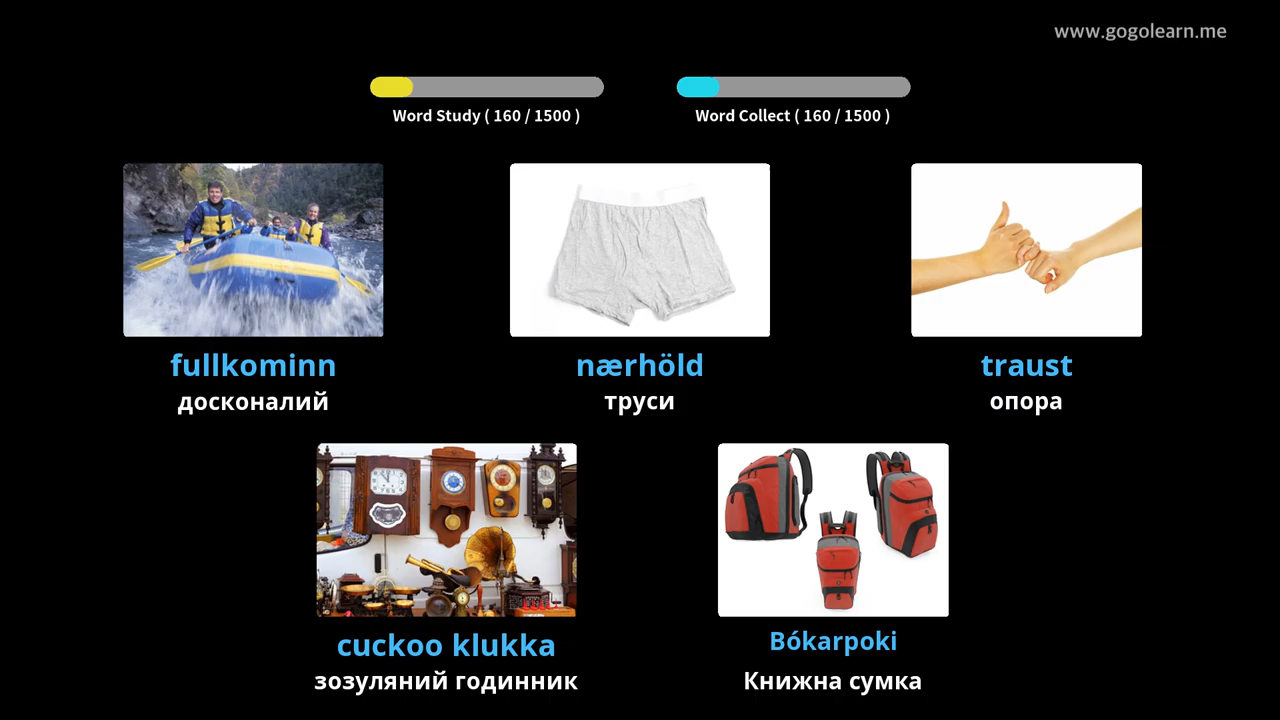 www.gogolearn.me
Word Study ( 160 / 1500 )
Word Collect ( 160 / 1500 )
fullkominn
досконалий
nærhöld
труси
traust
опора
cuckoo klukka
зозуляний годинник
Bókarpoki
Книжна сумка